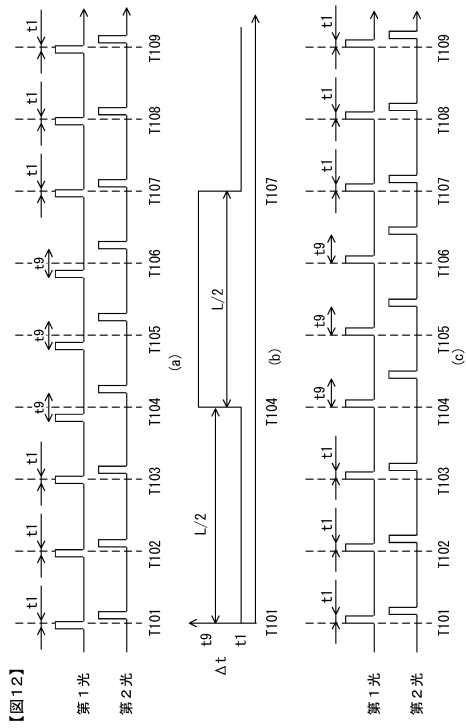 【図12】
t1 t1 t1 t9 t9 t9 t1 t1 t1
第1光
第2光
T101 T102 T103 T104 T105 T106 T107 T108 T109
(a)
t9
Δt
t1
L/2 L/2
T101 T104 T107
(b)
t1 t1 t1 t9 t9 t9 t1 t1 t1
第1光
第2光
T101 T102 T103 T104 T105 T106 T107 T108 T109
(c)